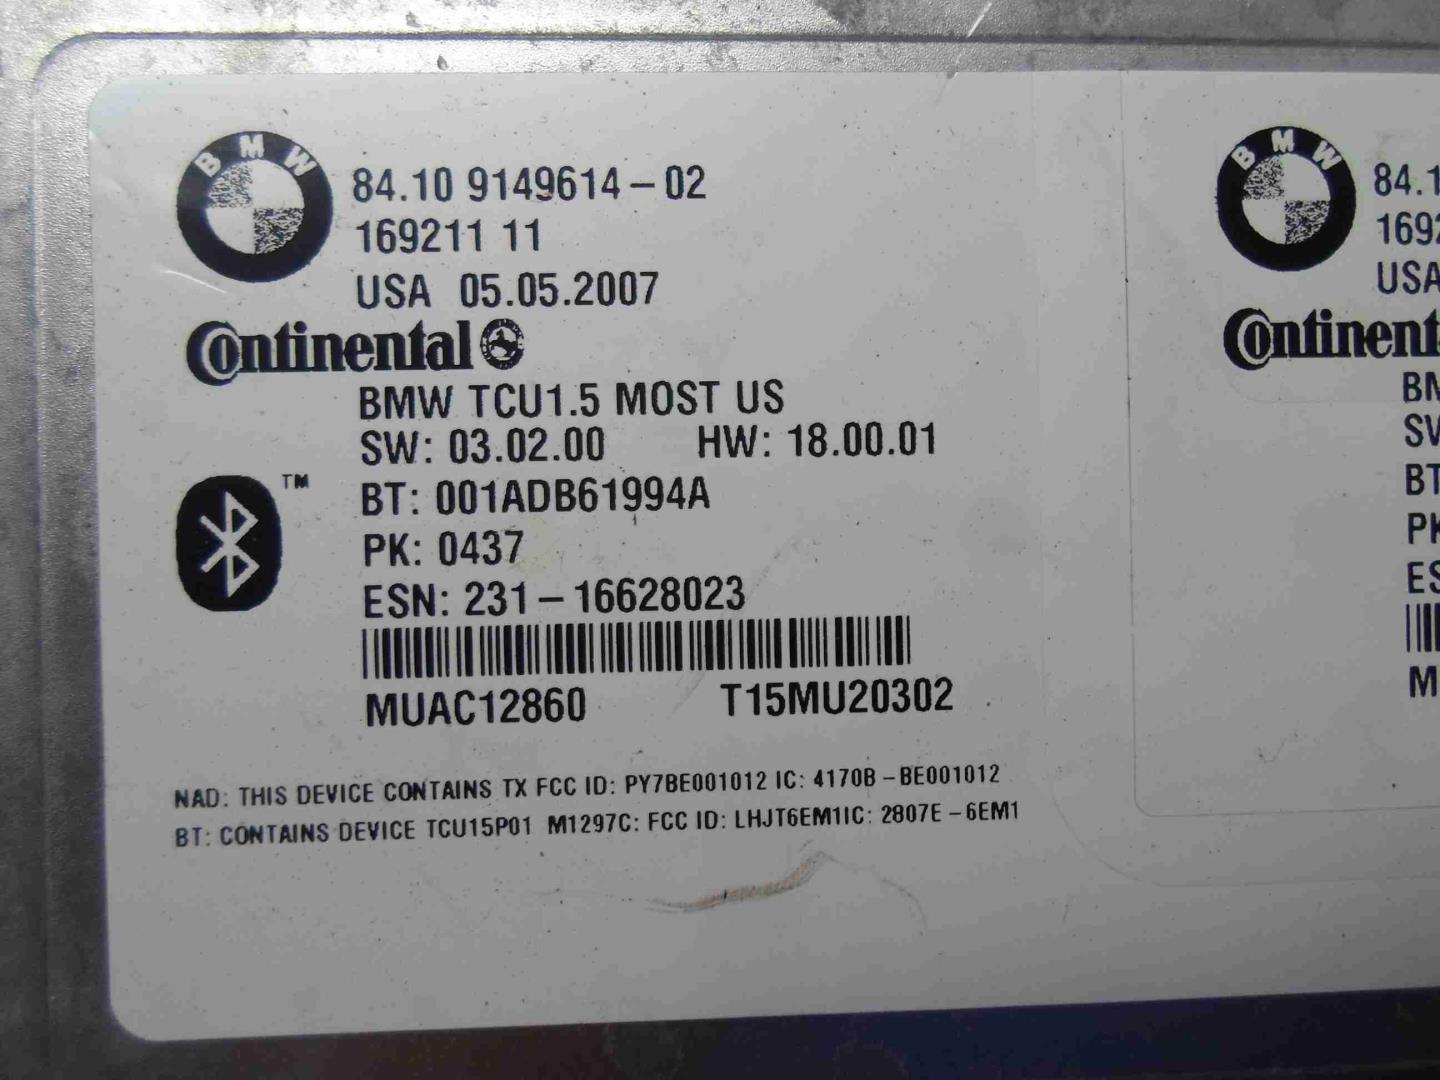 BMW
84.10 9149614-02
169211 11
USA 05.05.2007
Continental
BMW TCU1.5 MOST US
SW: 03.02.00 HW: 18.00.01
BT: 001ADB61994A
PK: 0437
ESN: 231-16628023
MUAC12860 T15MU20302
NAD: THIS DEVICE CONTAINS TX FCC ID: PY7BE001012 IC: 4170B-BE001012
BT: CONTAINS DEVICE TCU15P01 M1297C: FCC ID: LHJT6EM1IC: 2807E-6EM1
™
BMW
84.1
169
USA
Continent
BM
SW
BT
PK
ES
M